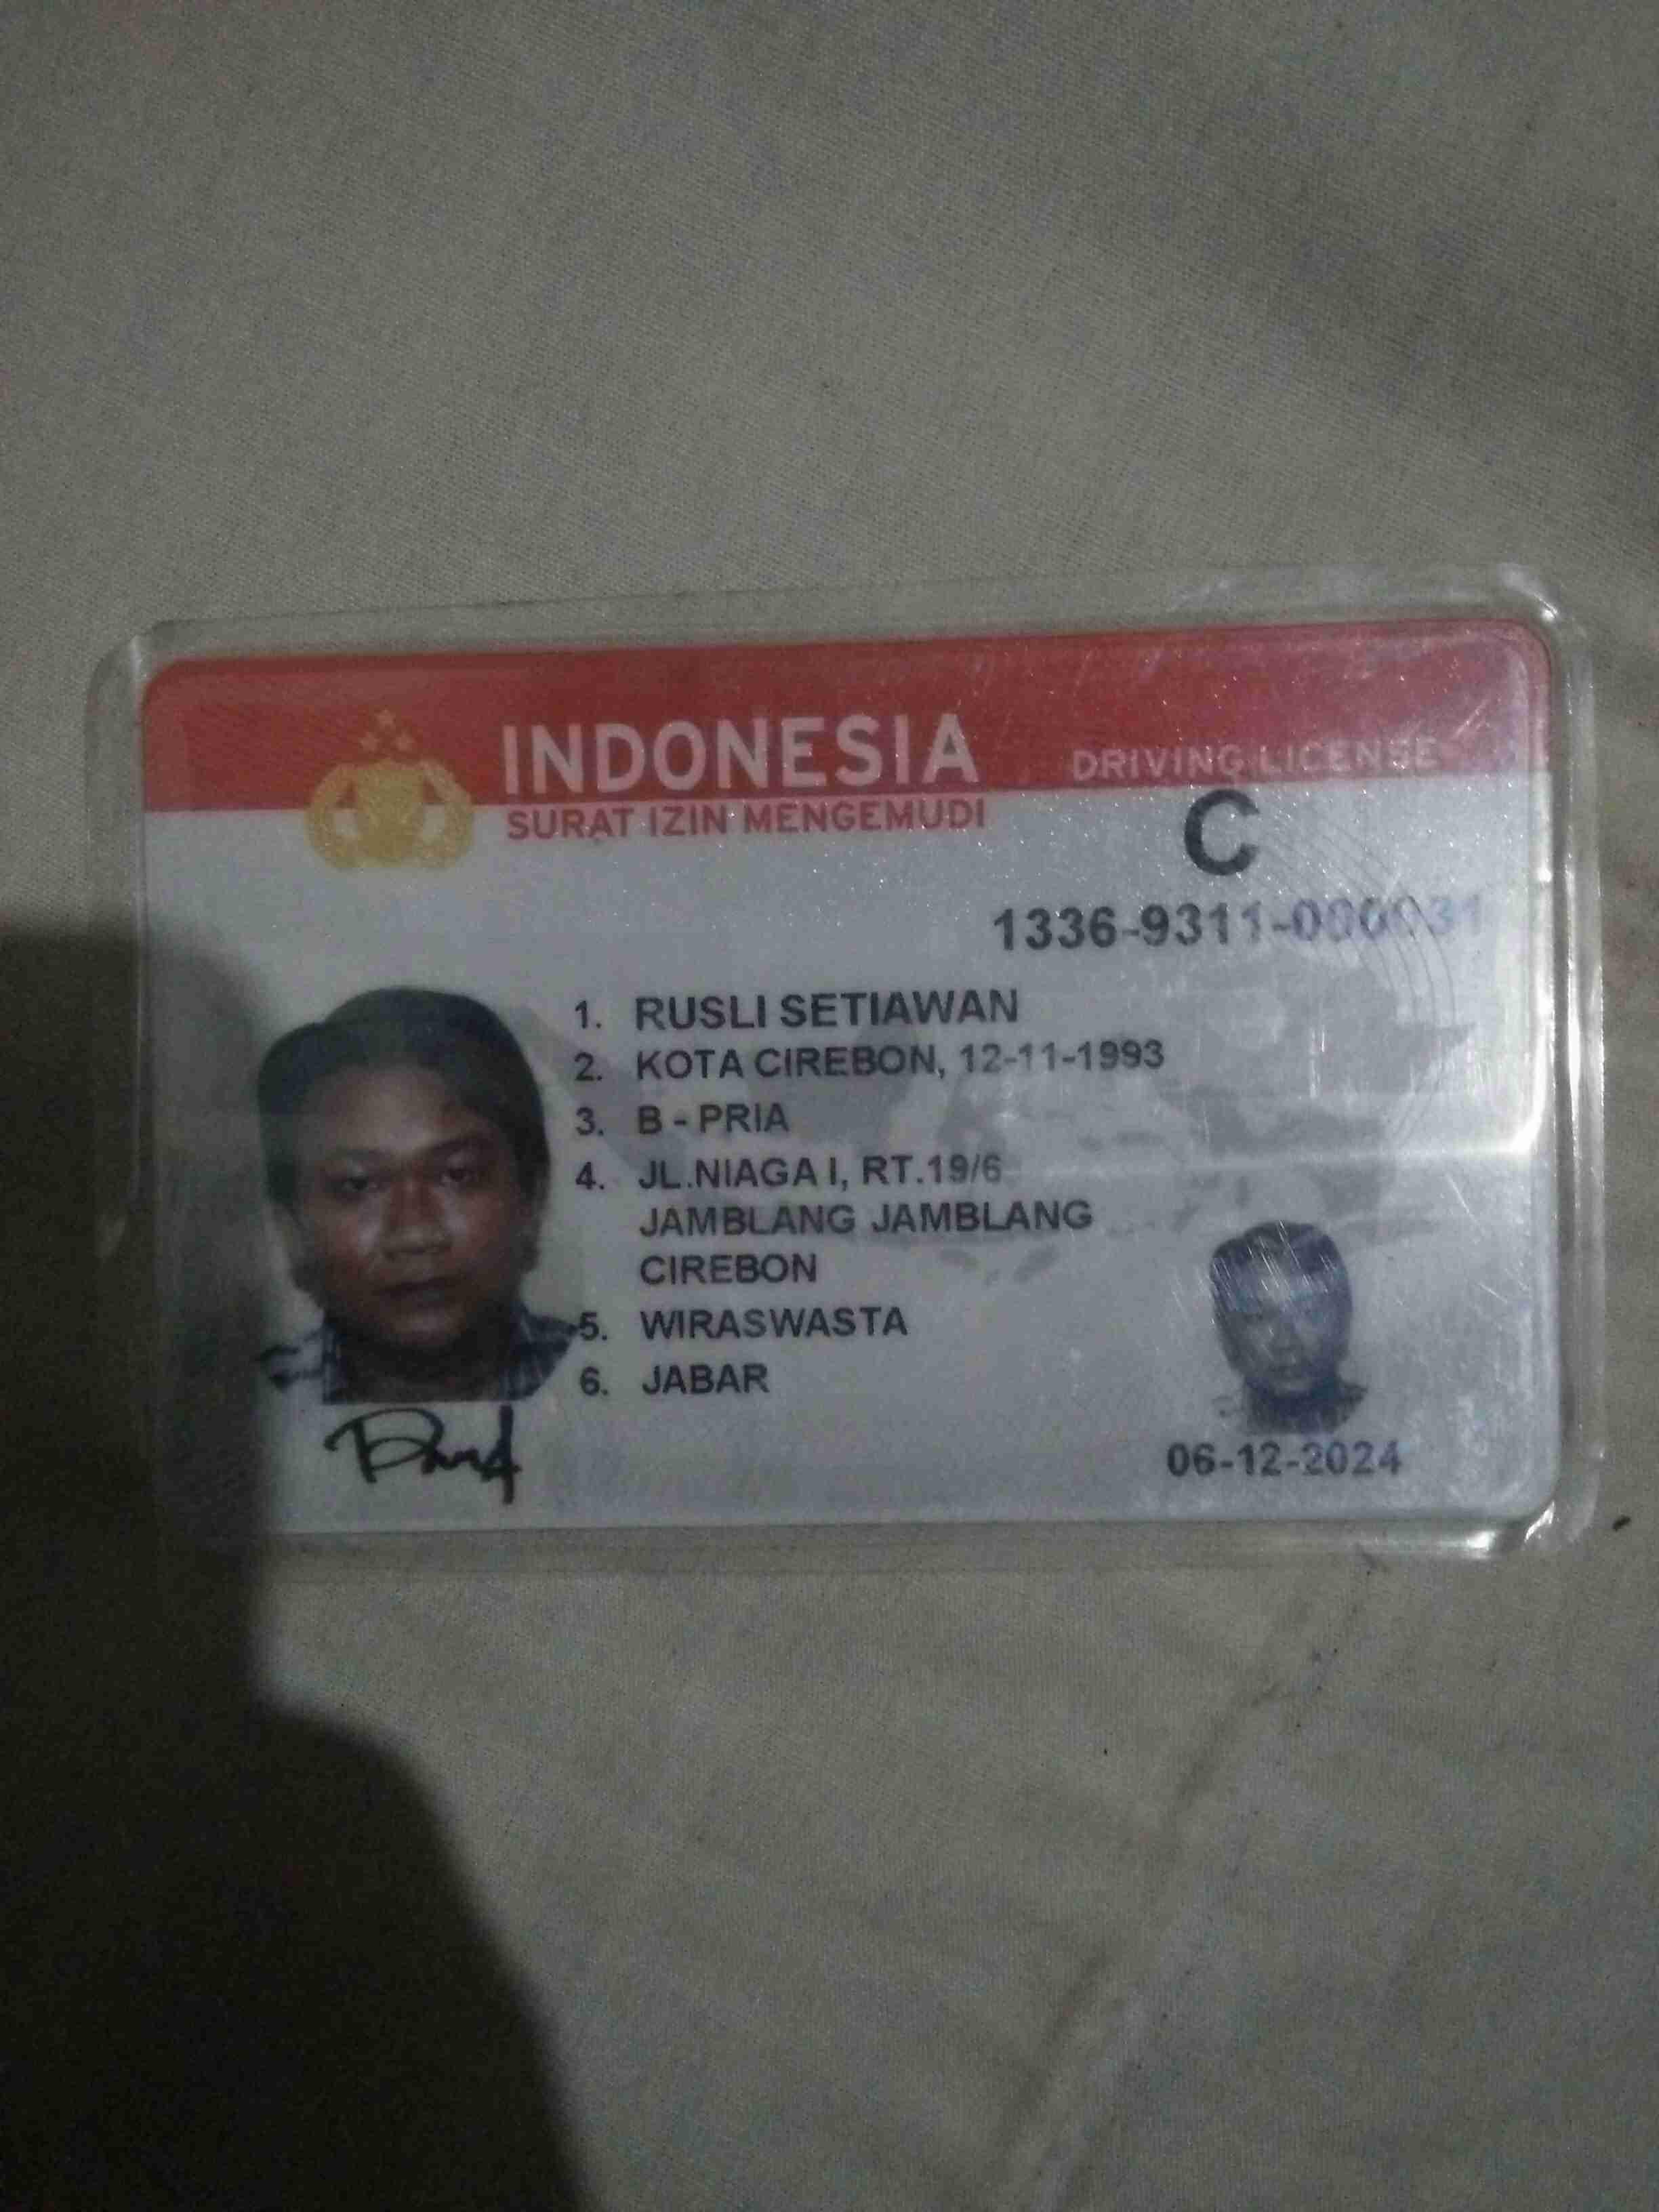 INDONESIA
SURAT IZIN MENGEMUDI
DRIVING LICENSE
C
1336-9311-000031
1. RUSLI SETIAWAN
2. KOTA CIREBON, 12-11-1993
3. B - PRIA
4. JL.NIAGA I, RT.19/6
JAMBLANG JAMBLANG
CIREBON
5. WIRASWASTA
6. JABAR
06-12-2024